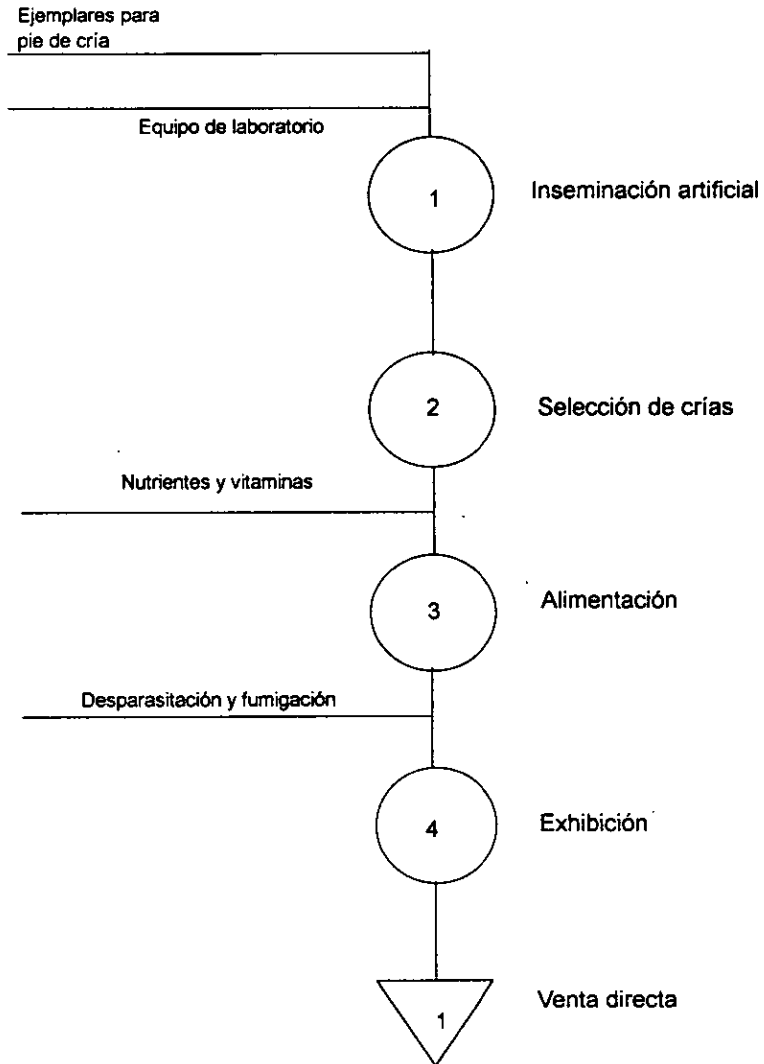 Ejemplares para
pie de cría
Equipo de laboratorio
1
Inseminación artificial
2
Selección de crías
Nutrientes y vitaminas
3
Alimentación
Desparasitación y fumigación
4
Exhibición
1
Venta directa